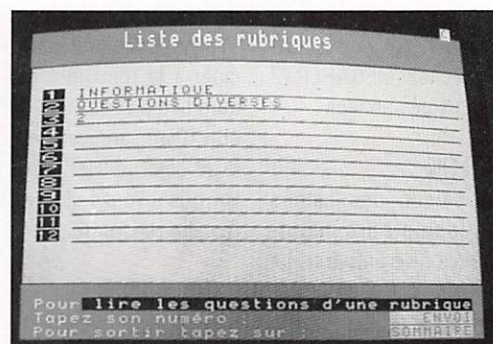 Liste des rubriques
C
1 INFORMATIQUE
2 QUESTIONS DIVERSES
3 2
4
5
6
7
8
9
10
11
12
Pour lire les questions d'une rubrique
Tapez son numéro : ENVOI
Pour sortir tapez sur : SOMMAIRE